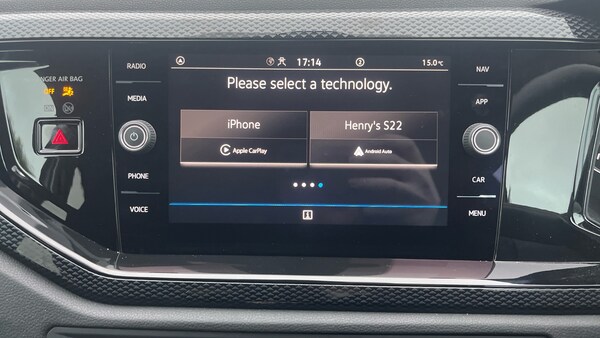 NGER AIR BAG
OFF
RADIO
MEDIA
PHONE
VOICE
17:14
2
15.0°C
Please select a technology.
iPhone
Apple CarPlay
Henry's S22
Android Auto
NAV
APP
CAR
MENU